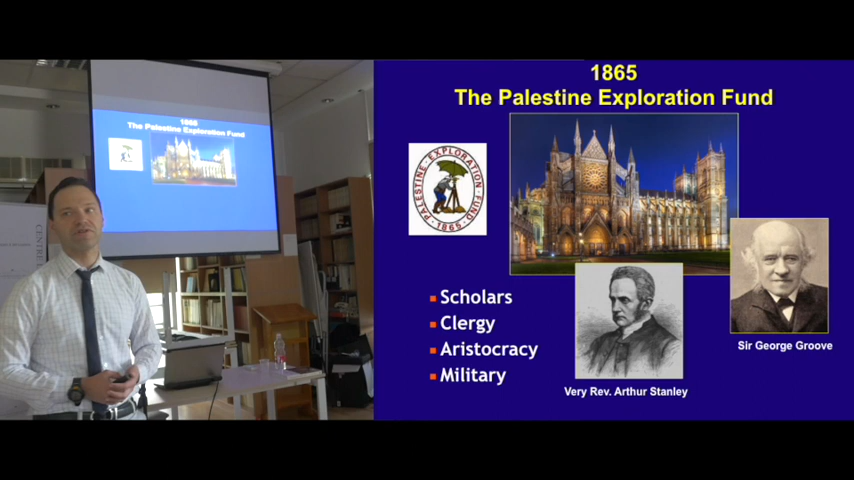 1865
The Palestine Exploration Fund
CENTRE
1865
The Palestine Exploration Fund
PALESTINE · EXPLORATION · FUND ·
1865
Scholars
Clergy
Aristocracy
Military
Very Rev. Arthur Stanley
Sir George Groove